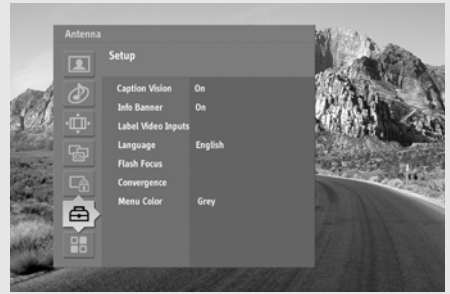 Antenna
Setup
Caption Vision On
Info Banner On
Label Video Inputs
Language English
Flash Focus
Convergence
Menu Color Grey